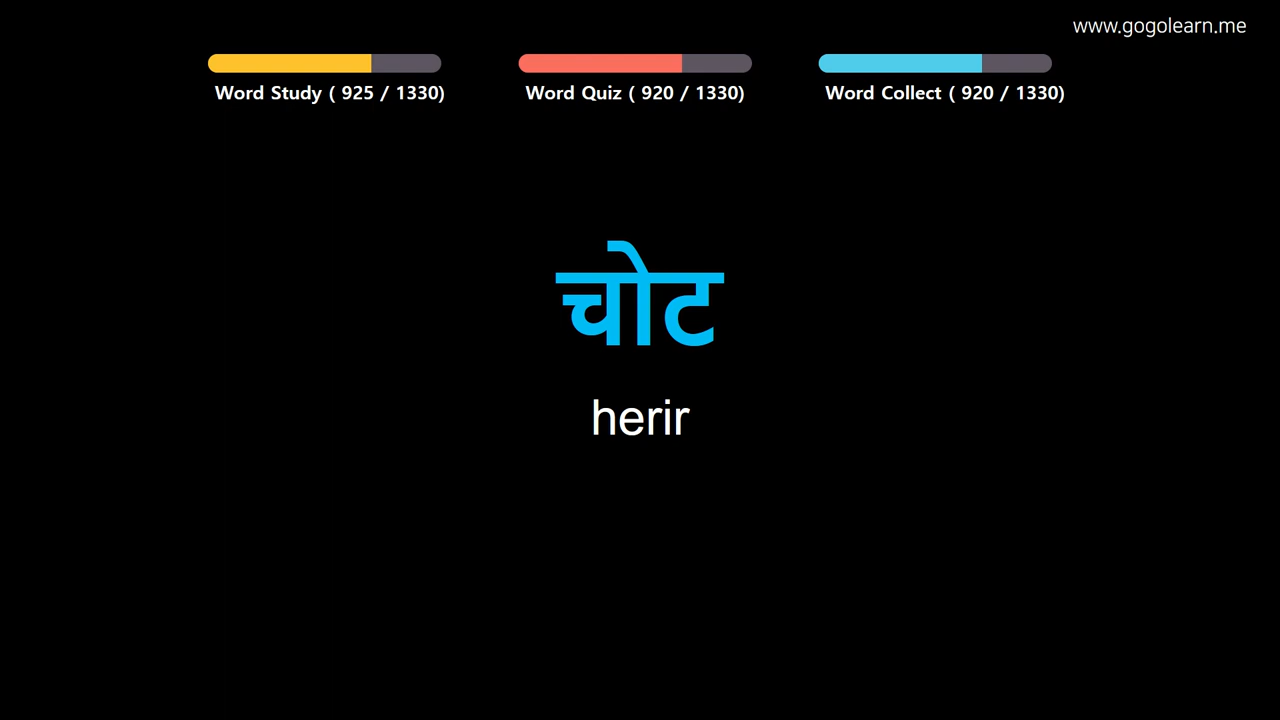 www.gogolearn.me
Word Study ( 925 / 1330)
Word Quiz ( 920 / 1330)
Word Collect ( 920 / 1330)
चोट
herir